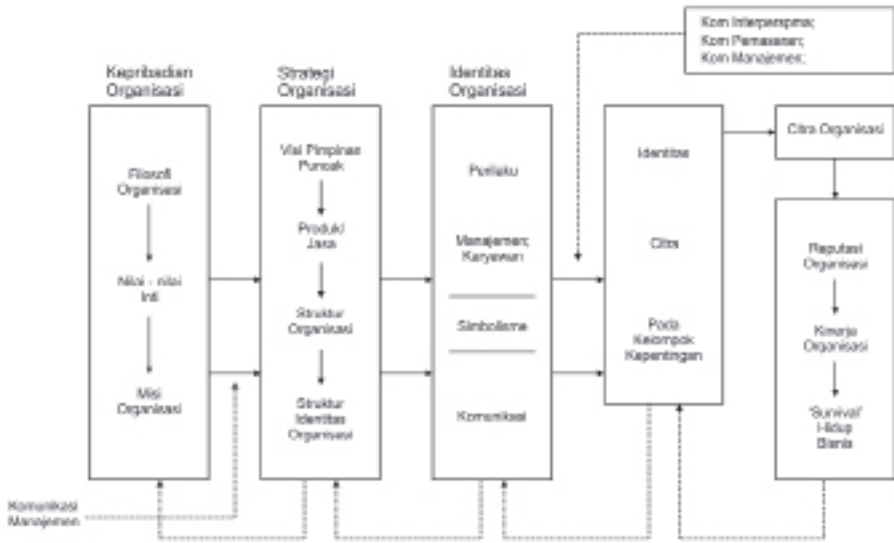 Kom Interperspma;
Kom Pemasaran;
Kom Manajemen;
Kepribadian
Organisasi
Strategi
Organisasi
Identitas
Organisasi
Filosofi
Organisasi
Nilai - nilai
Inti
Misi
Organisasi
Visi Pimpinan
Puncak
Produk/
Jasa
Struktur
Organisasi
Struktur
Identitas
Organisasi
Perilaku
Manajemen;
Karyawan
Simbolisme
Komunikasi
Identitas
Citra
Pada
Kelompok
Kepentingan
Citra Organisasi
Reputasi
Organisasi
Kinerja
Organisasi
'Survival'
Hidup
Bisnis
Komunikasi
Manajemen